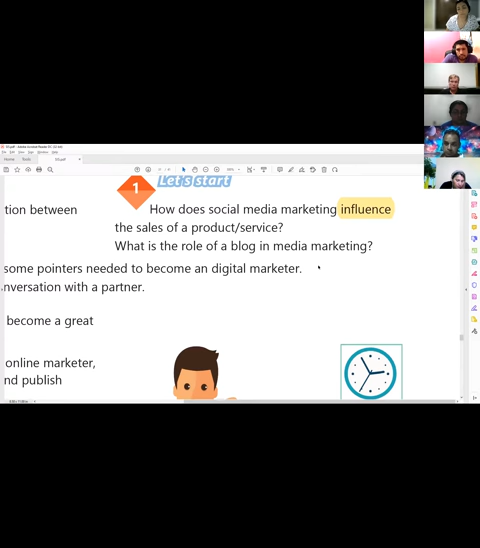 Home Tools
1 Let's start
tion between
How does social media marketing influence
the sales of a product/service?
What is the role of a blog in media marketing?
some pointers needed to become an digital marketer.
nversation with a partner.
become a great
online marketer,
nd publish